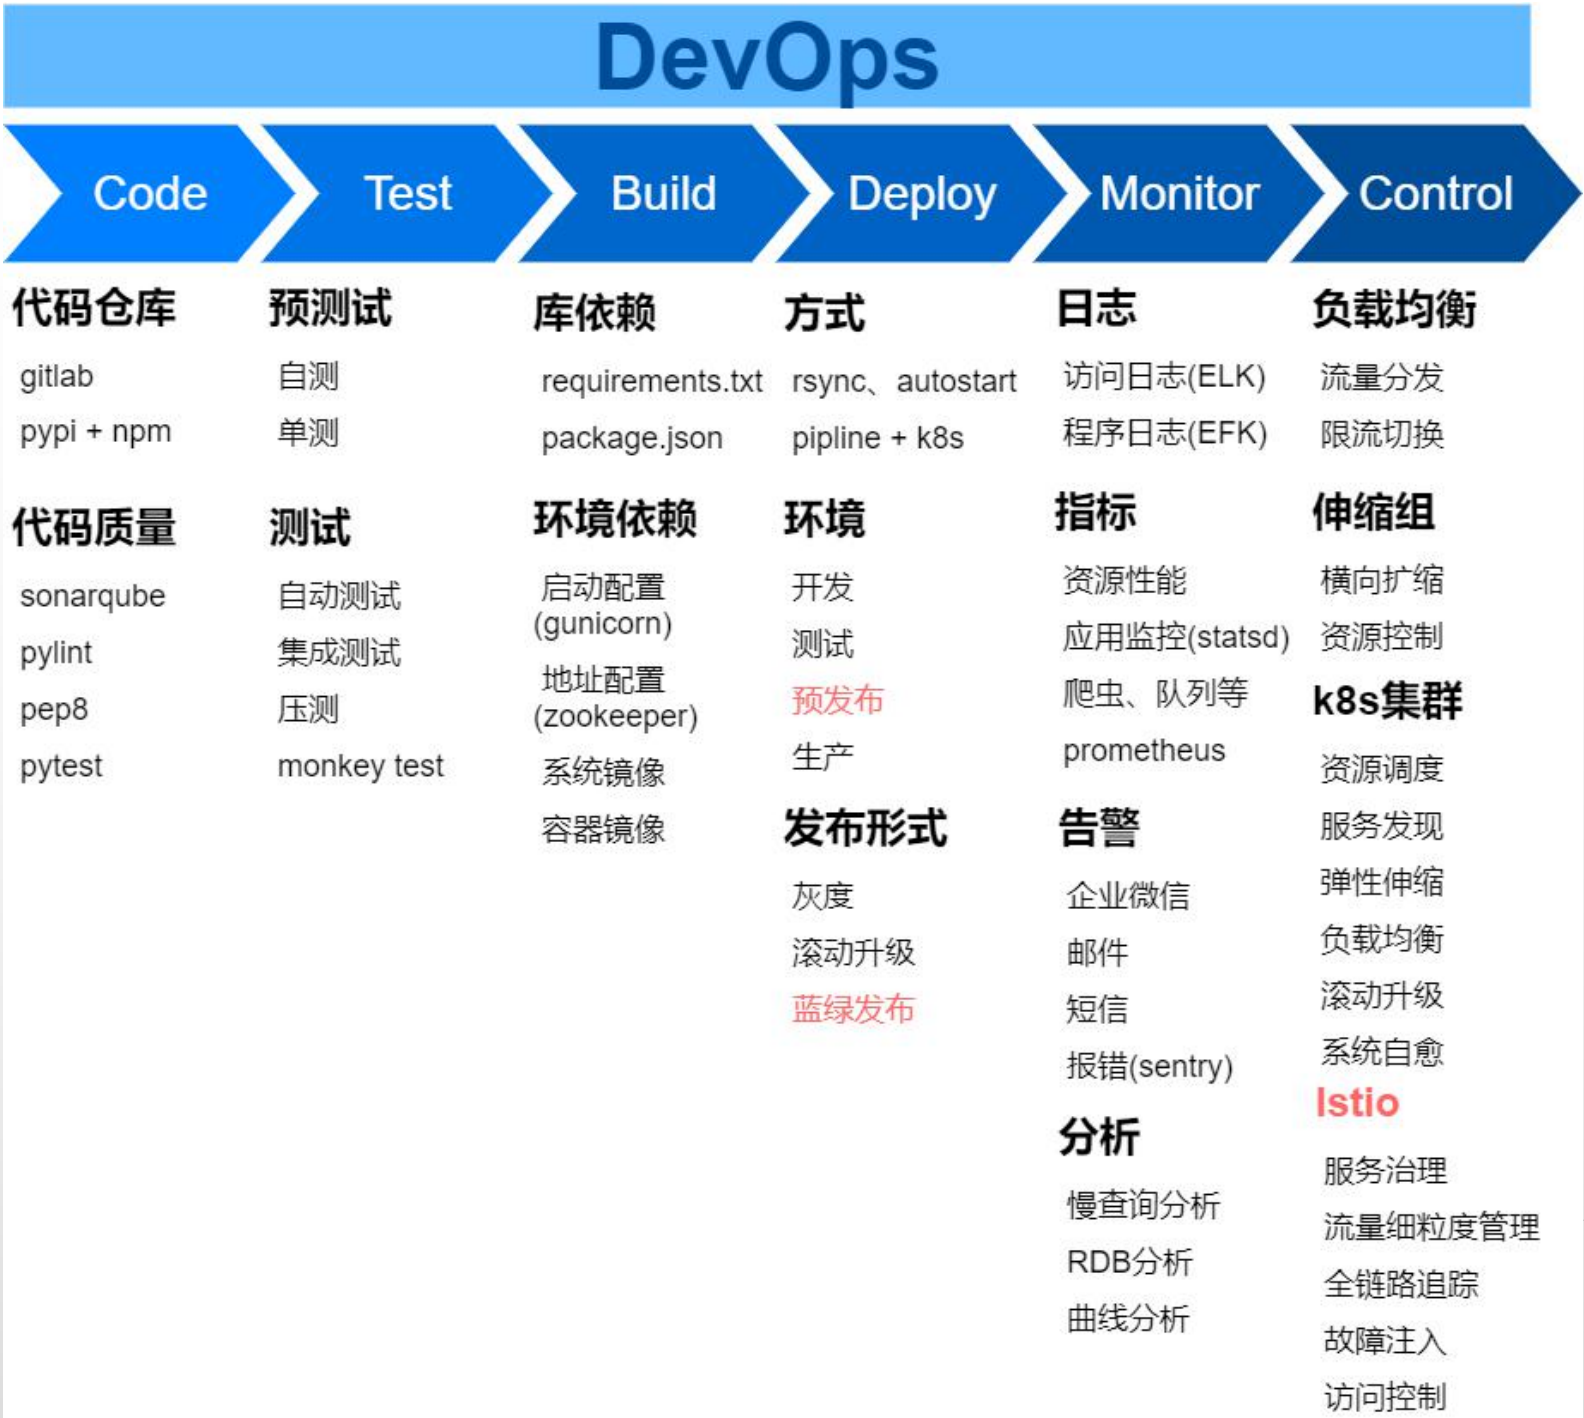 DevOps
Code
Test
Build
Deploy
Monitor
Control
代码仓库
gitlab
pypi + npm
代码质量
sonarqube
pylint
pep8
pytest
预测试
自测
单测
测试
自动测试
集成测试
压测
monkey test
库依赖
requirements.txt
package.json
环境依赖
启动配置
(gunicorn)
地址配置
(zookeeper)
系统镜像
容器镜像
方式
rsync、autostart
pipline + k8s
环境
开发
测试
预发布
生产
发布形式
灰度
滚动升级
蓝绿发布
日志
访问日志(ELK)
程序日志(EFK)
指标
资源性能
应用监控(statsd)
爬虫、队列等
prometheus
告警
企业微信
邮件
短信
报错(sentry)
分析
慢查询分析
RDB分析
曲线分析
负载均衡
流量分发
限流切换
伸缩组
横向扩缩
资源控制
k8s集群
资源调度
服务发现
弹性伸缩
负载均衡
滚动升级
系统自愈
Istio
服务治理
流量细粒度管理
全链路追踪
故障注入
访问控制